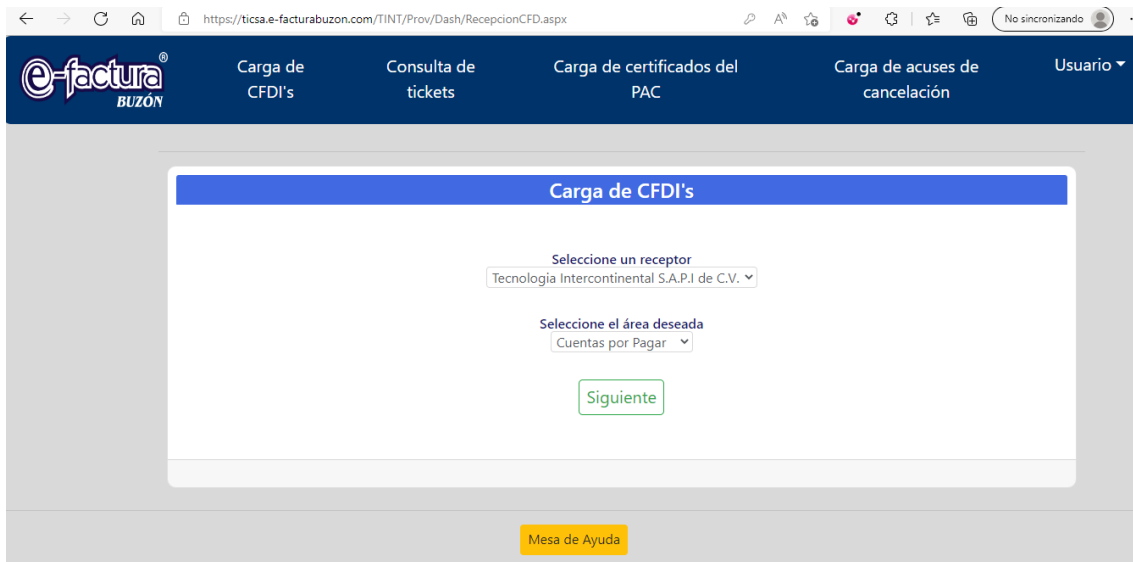 https://ticsa.e-facturabuzon.com/TINT/Prov/Dash/RecepcionCFD.aspx
No sincronizando
e-factura®
BUZÓN
Carga de
CFDI's
Consulta de
tickets
Carga de certificados del
PAC
Carga de acuses de
cancelación
Usuario
Carga de CFDI's
Seleccione un receptor
Tecnología Intercontinental S.A.P.I de C.V.
Seleccione el área deseada
Cuentas por Pagar
Siguiente
Mesa de Ayuda